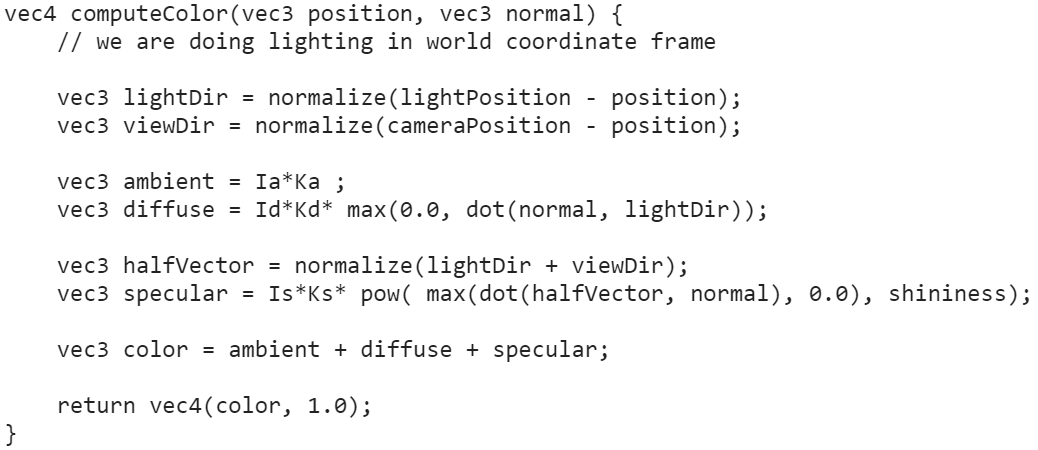 vec4 computeColor(vec3 position, vec3 normal) {
    // we are doing lighting in world coordinate frame

    vec3 lightDir = normalize(lightPosition - position);
    vec3 viewDir = normalize(cameraPosition - position);

    vec3 ambient = Ia*Ka ;
    vec3 diffuse = Id*Kd* max(0.0, dot(normal, lightDir));

    vec3 halfVector = normalize(lightDir + viewDir);
    vec3 specular = Is*Ks* pow( max(dot(halfVector, normal), 0.0), shininess);

    vec3 color = ambient + diffuse + specular;

    return vec4(color, 1.0);
}